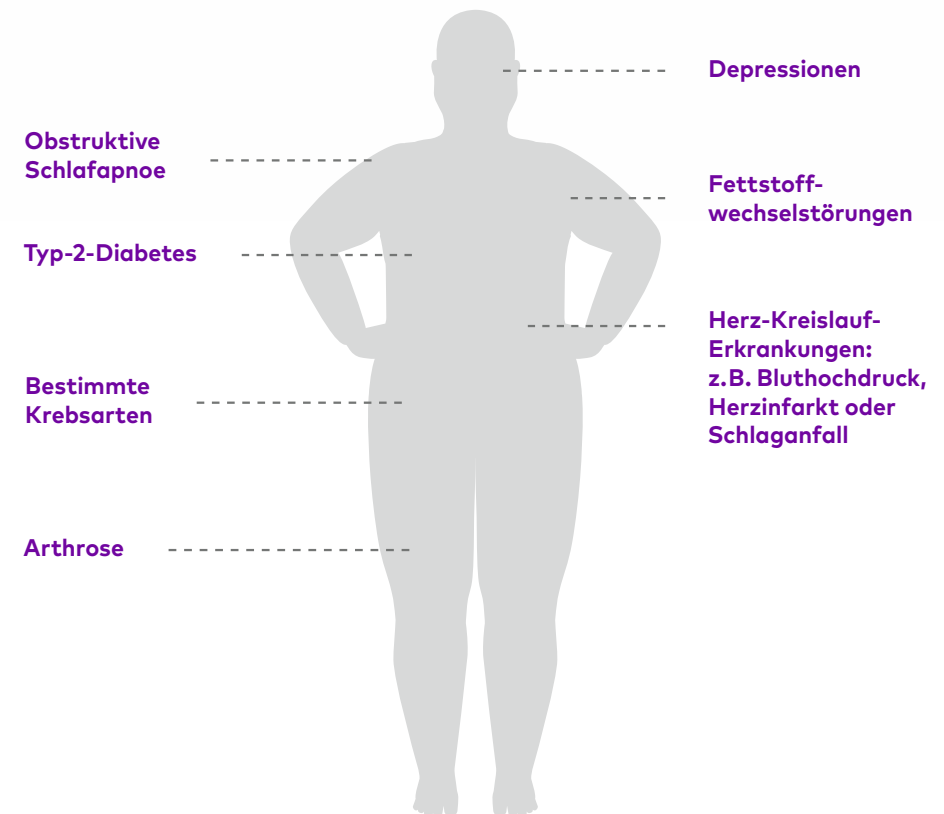 Depressionen
Obstruktive
Schlafapnoe
Fettstoff-
wechselstörungen
Typ-2-Diabetes
Herz-Kreislauf-
Erkrankungen:
z.B. Bluthochdruck,
Herzinfarkt oder
Schlaganfall
Bestimmte
Krebsarten
Arthrose